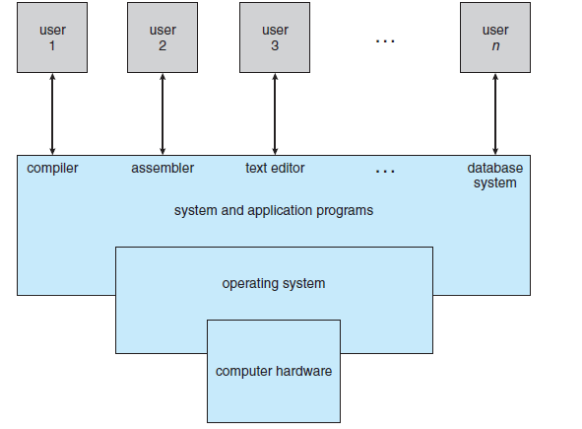 user
1
user
2
user
3
...
user
n
compiler
assembler
text editor
...
database
system
system and application programs
operating system
computer hardware